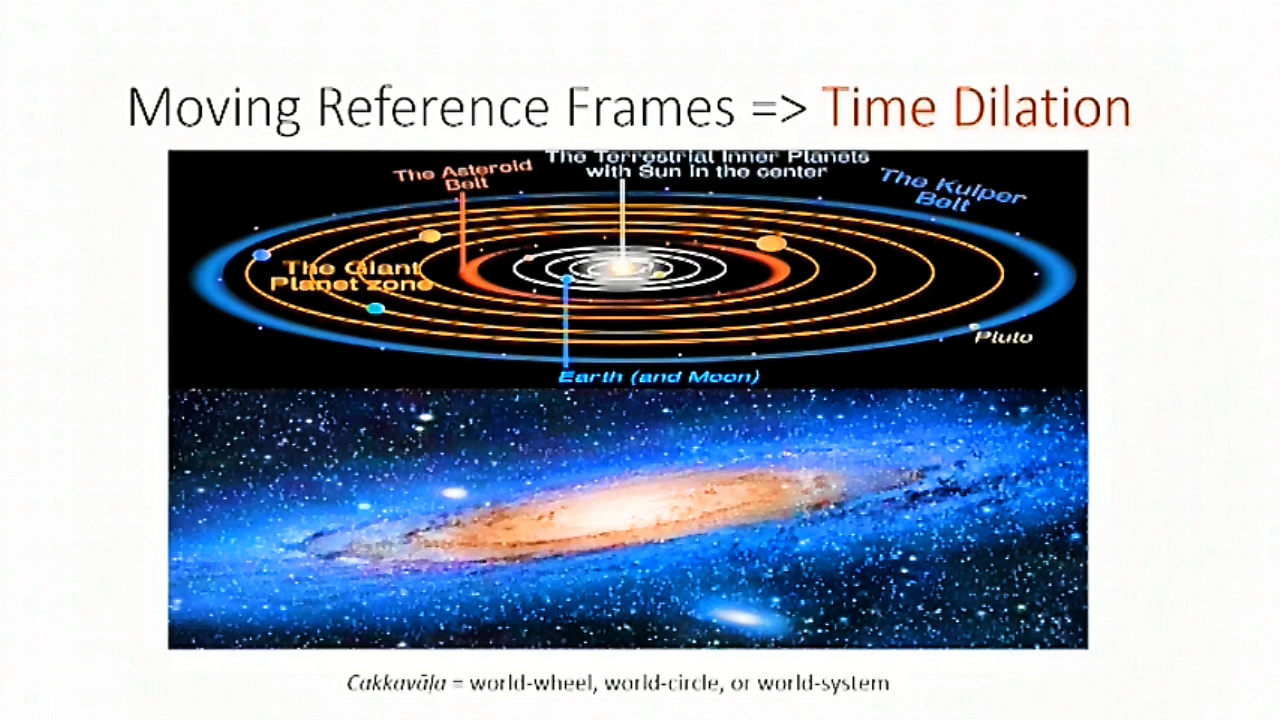 Moving Reference Frames => Time Dilation
The Terrestrial Inner Planets
with Sun in the center
The Asteroid
Belt
The Kuiper
Belt
The Giant
Planet zone
Pluto
Earth (and Moon)
Cakkavāḷa = world-wheel, world-circle, or world-system